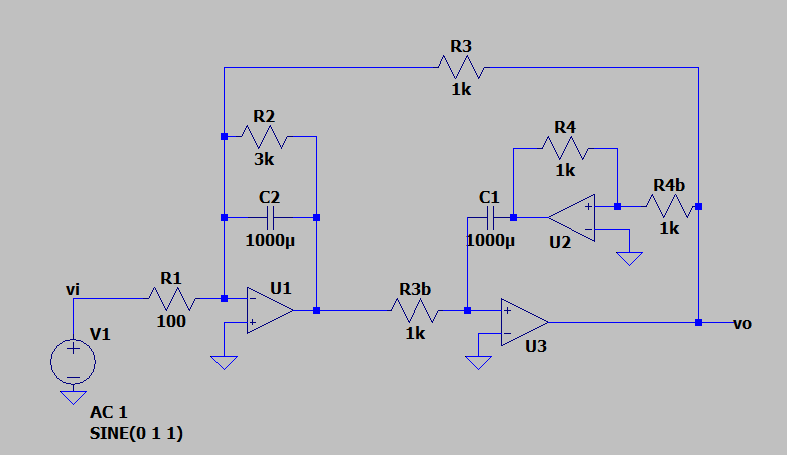 R3
1k
R2
3k
R4
1k
C2
1000µ
C1
1000µ
R4b
1k
U2
vi
R1
100
U1
R3b
1k
+
-
U3
vo
V1
AC 1
SINE(0 1 1)